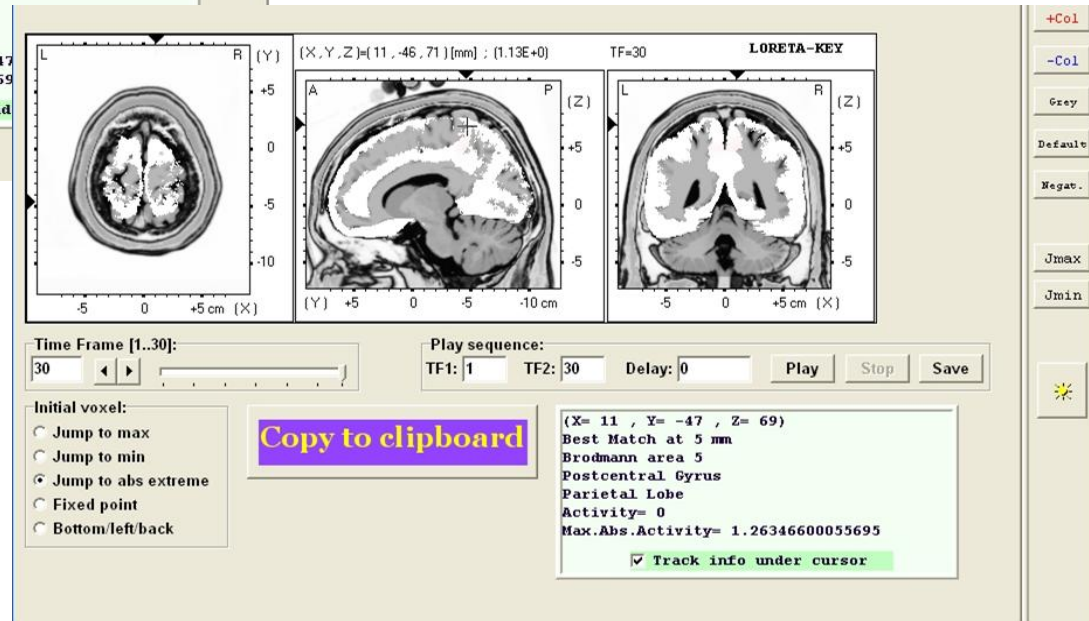 +Col
-Col
Grey
Default
Negat.
Jmax
Jmin
(X,Y,Z)=(11,-46,71)[mm] ; (1.13E+0) TF=30 LORETA-KEY
L R (Y)
+5
0
-5
-10
-5 0 +5 cm (X)
A P (Z)
+5
0
-5
(Y) +5 0 -5 -10 cm
L R (Z)
+5
0
-5
-5 0 +5 cm (X)
Time Frame [1..30]:
30
Play sequence:
TF1: 1 TF2: 30 Delay: 0 Play Stop Save
Initial voxel:
Jump to max
Jump to min
Jump to abs extreme
Fixed point
Bottom/left/back
Copy to clipboard
(X= 11 , Y= -47 , Z= 69)
Best Match at 5 mm
Brodmann area 5
Postcentral Gyrus
Parietal Lobe
Activity= 0
Max.Abs.Activity= 1.26346600055695
Track info under cursor